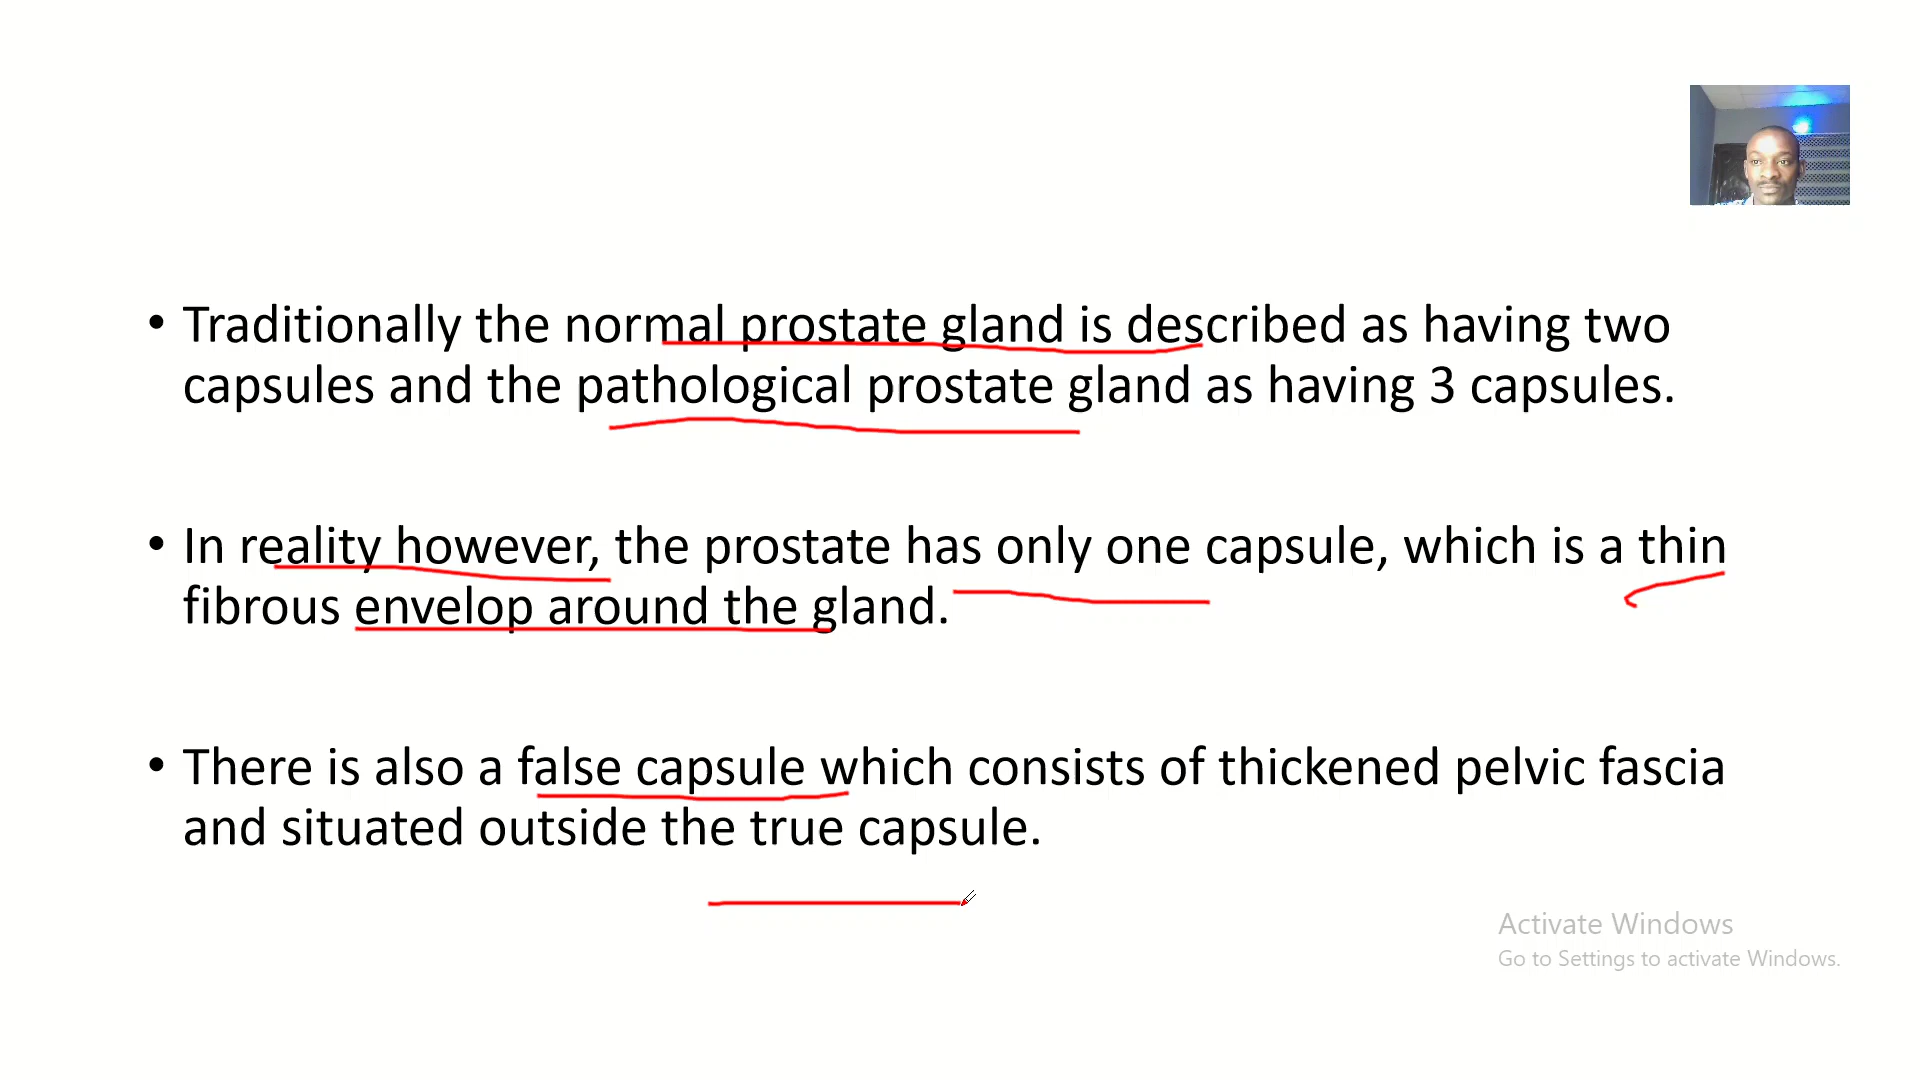 • Traditionally the normal prostate gland is described as having two
capsules and the pathological prostate gland as having 3 capsules.
• In reality however, the prostate has only one capsule, which is a thin
fibrous envelop around the gland.
• There is also a false capsule which consists of thickened pelvic fascia
and situated outside the true capsule.
Activate Windows
Go to Settings to activate Windows.